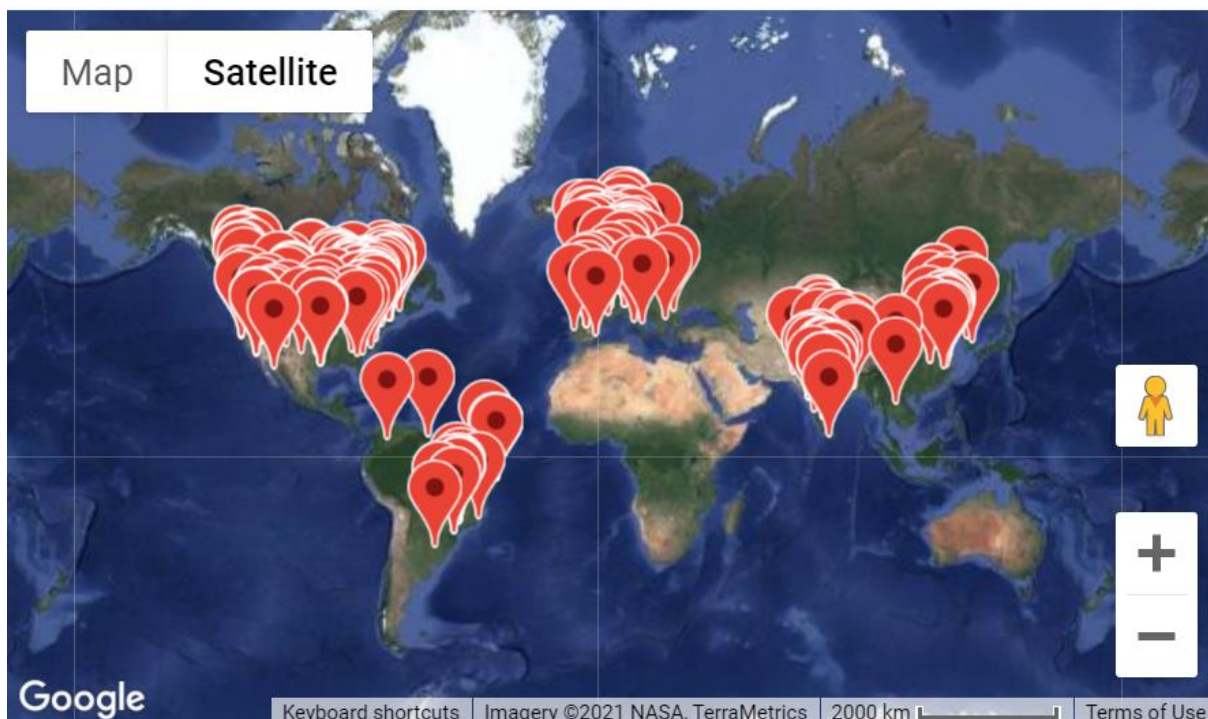 Map Satellite
Google
Keyboard shortcuts Imagery ©2021 NASA, TerraMetrics 2000 km Terms of Use